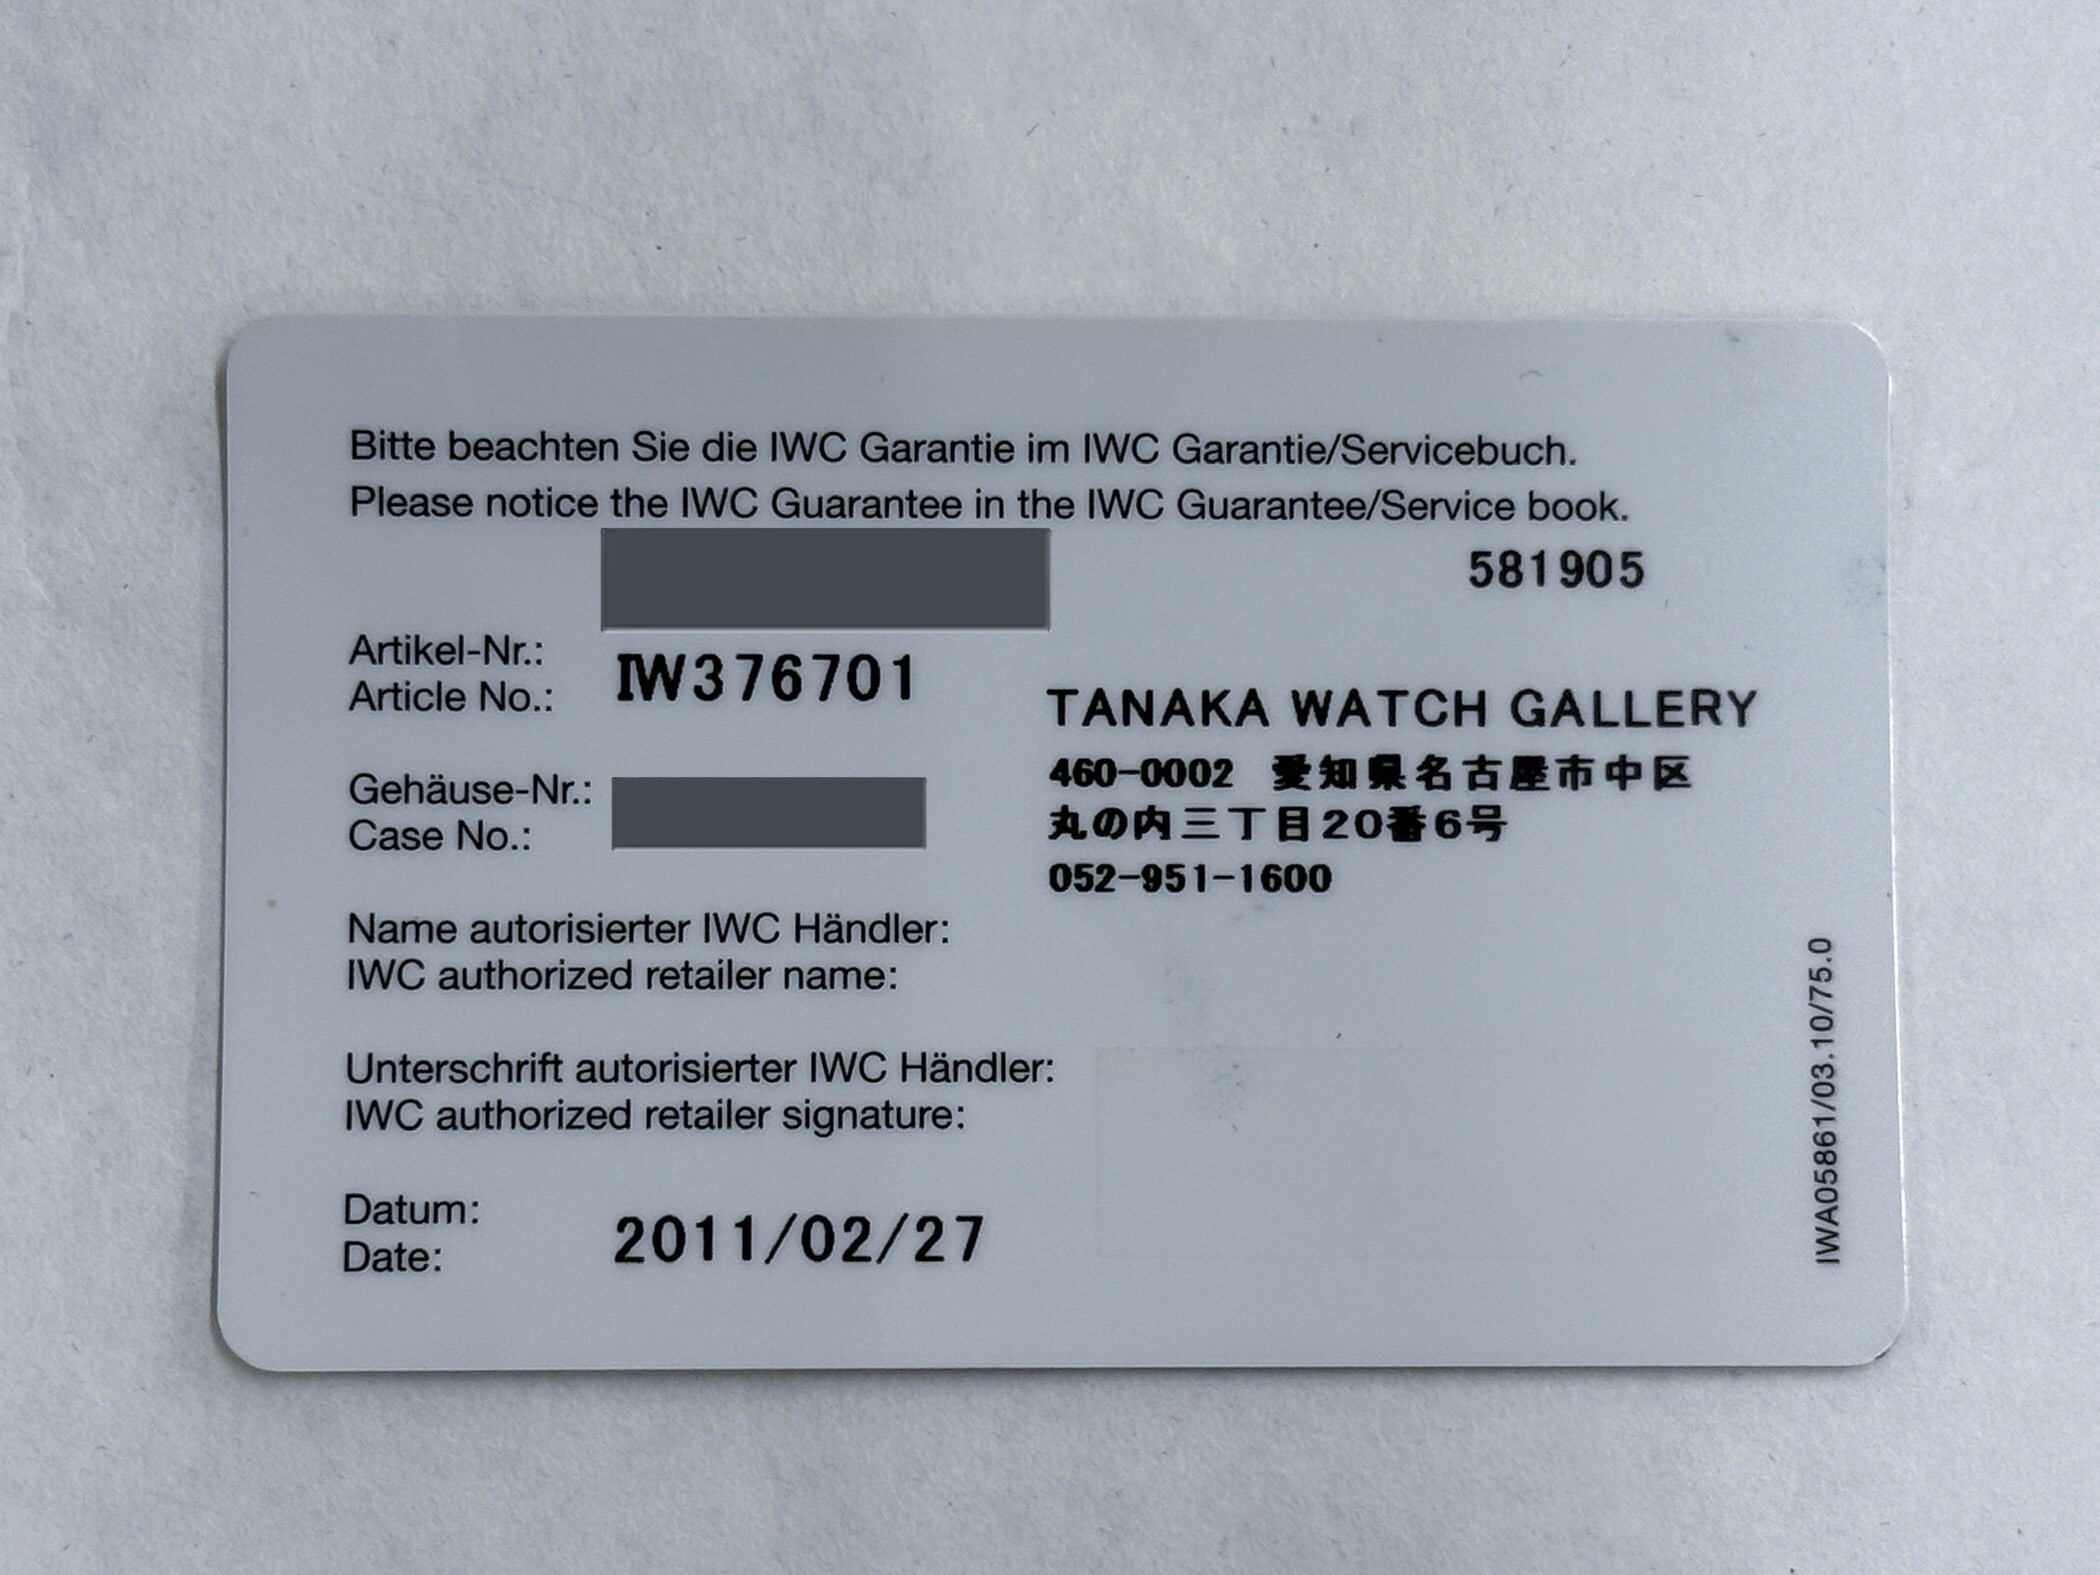 Bitte beachten Sie die IWC Garantie im IWC Garantie/Servicebuch.
Please notice the IWC Guarantee in the IWC Guarantee/Service book.
581905
Artikel-Nr.:
Article No.:
IW376701
Gehäuse-Nr.:
Case No.:
TANAKA WATCH GALLERY
460-0002 愛知県名古屋市中区
丸の内三丁目20番6号
052-951-1600
Name autorisierter IWC Händler:
IWC authorized retailer name:
Unterschrift autorisierter IWC Händler:
IWC authorized retailer signature:
Datum:
Date:
2011/02/27
IWA05861/03.10/75.0